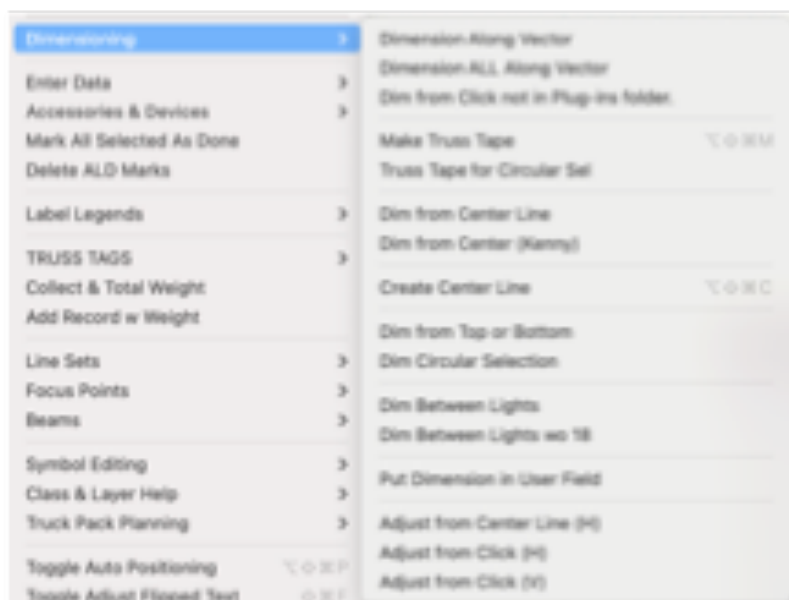 Dimensioning
Enter Data
Accessories & Devices
Mark All Selected As Done
Delete ALD Marks
Label Legends
TRUSS TAGS
Collect & Total Weight
Add Record w Weight
Line Sets
Focus Points
Beams
Symbol Editing
Class & Layer Help
Truck Pack Planning
Toggle Auto Positioning ⌥⇧⌘P
Toggle Adjust Flipped Text ⇧⌘F
Dimension Along Vector
Dimension ALL Along Vector
Dim from Click not in Plug-ins folder.
Make Truss Tape ⌥⇧⌘M
Truss Tape for Circular Sel
Dim from Center Line
Dim from Center (Kenny)
Create Center Line ⌥⇧⌘C
Dim from Top or Bottom
Dim Circular Selection
Dim Between Lights
Dim Between Lights wo 18
Put Dimension in User Field
Adjust from Center Line (H)
Adjust from Click (H)
Adjust from Click (V)